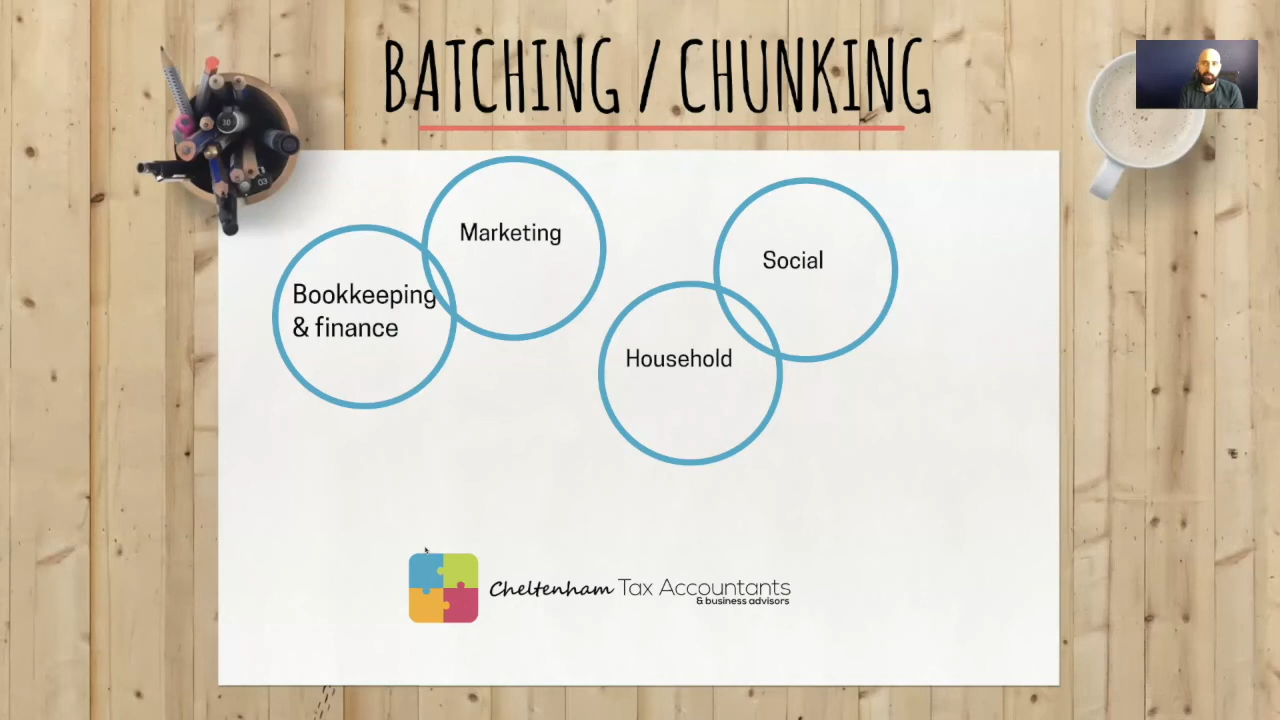 BATCHING / CHUNKING
Marketing
Social
Bookkeeping
& finance
Household
Cheltenham Tax Accountants
& business advisors